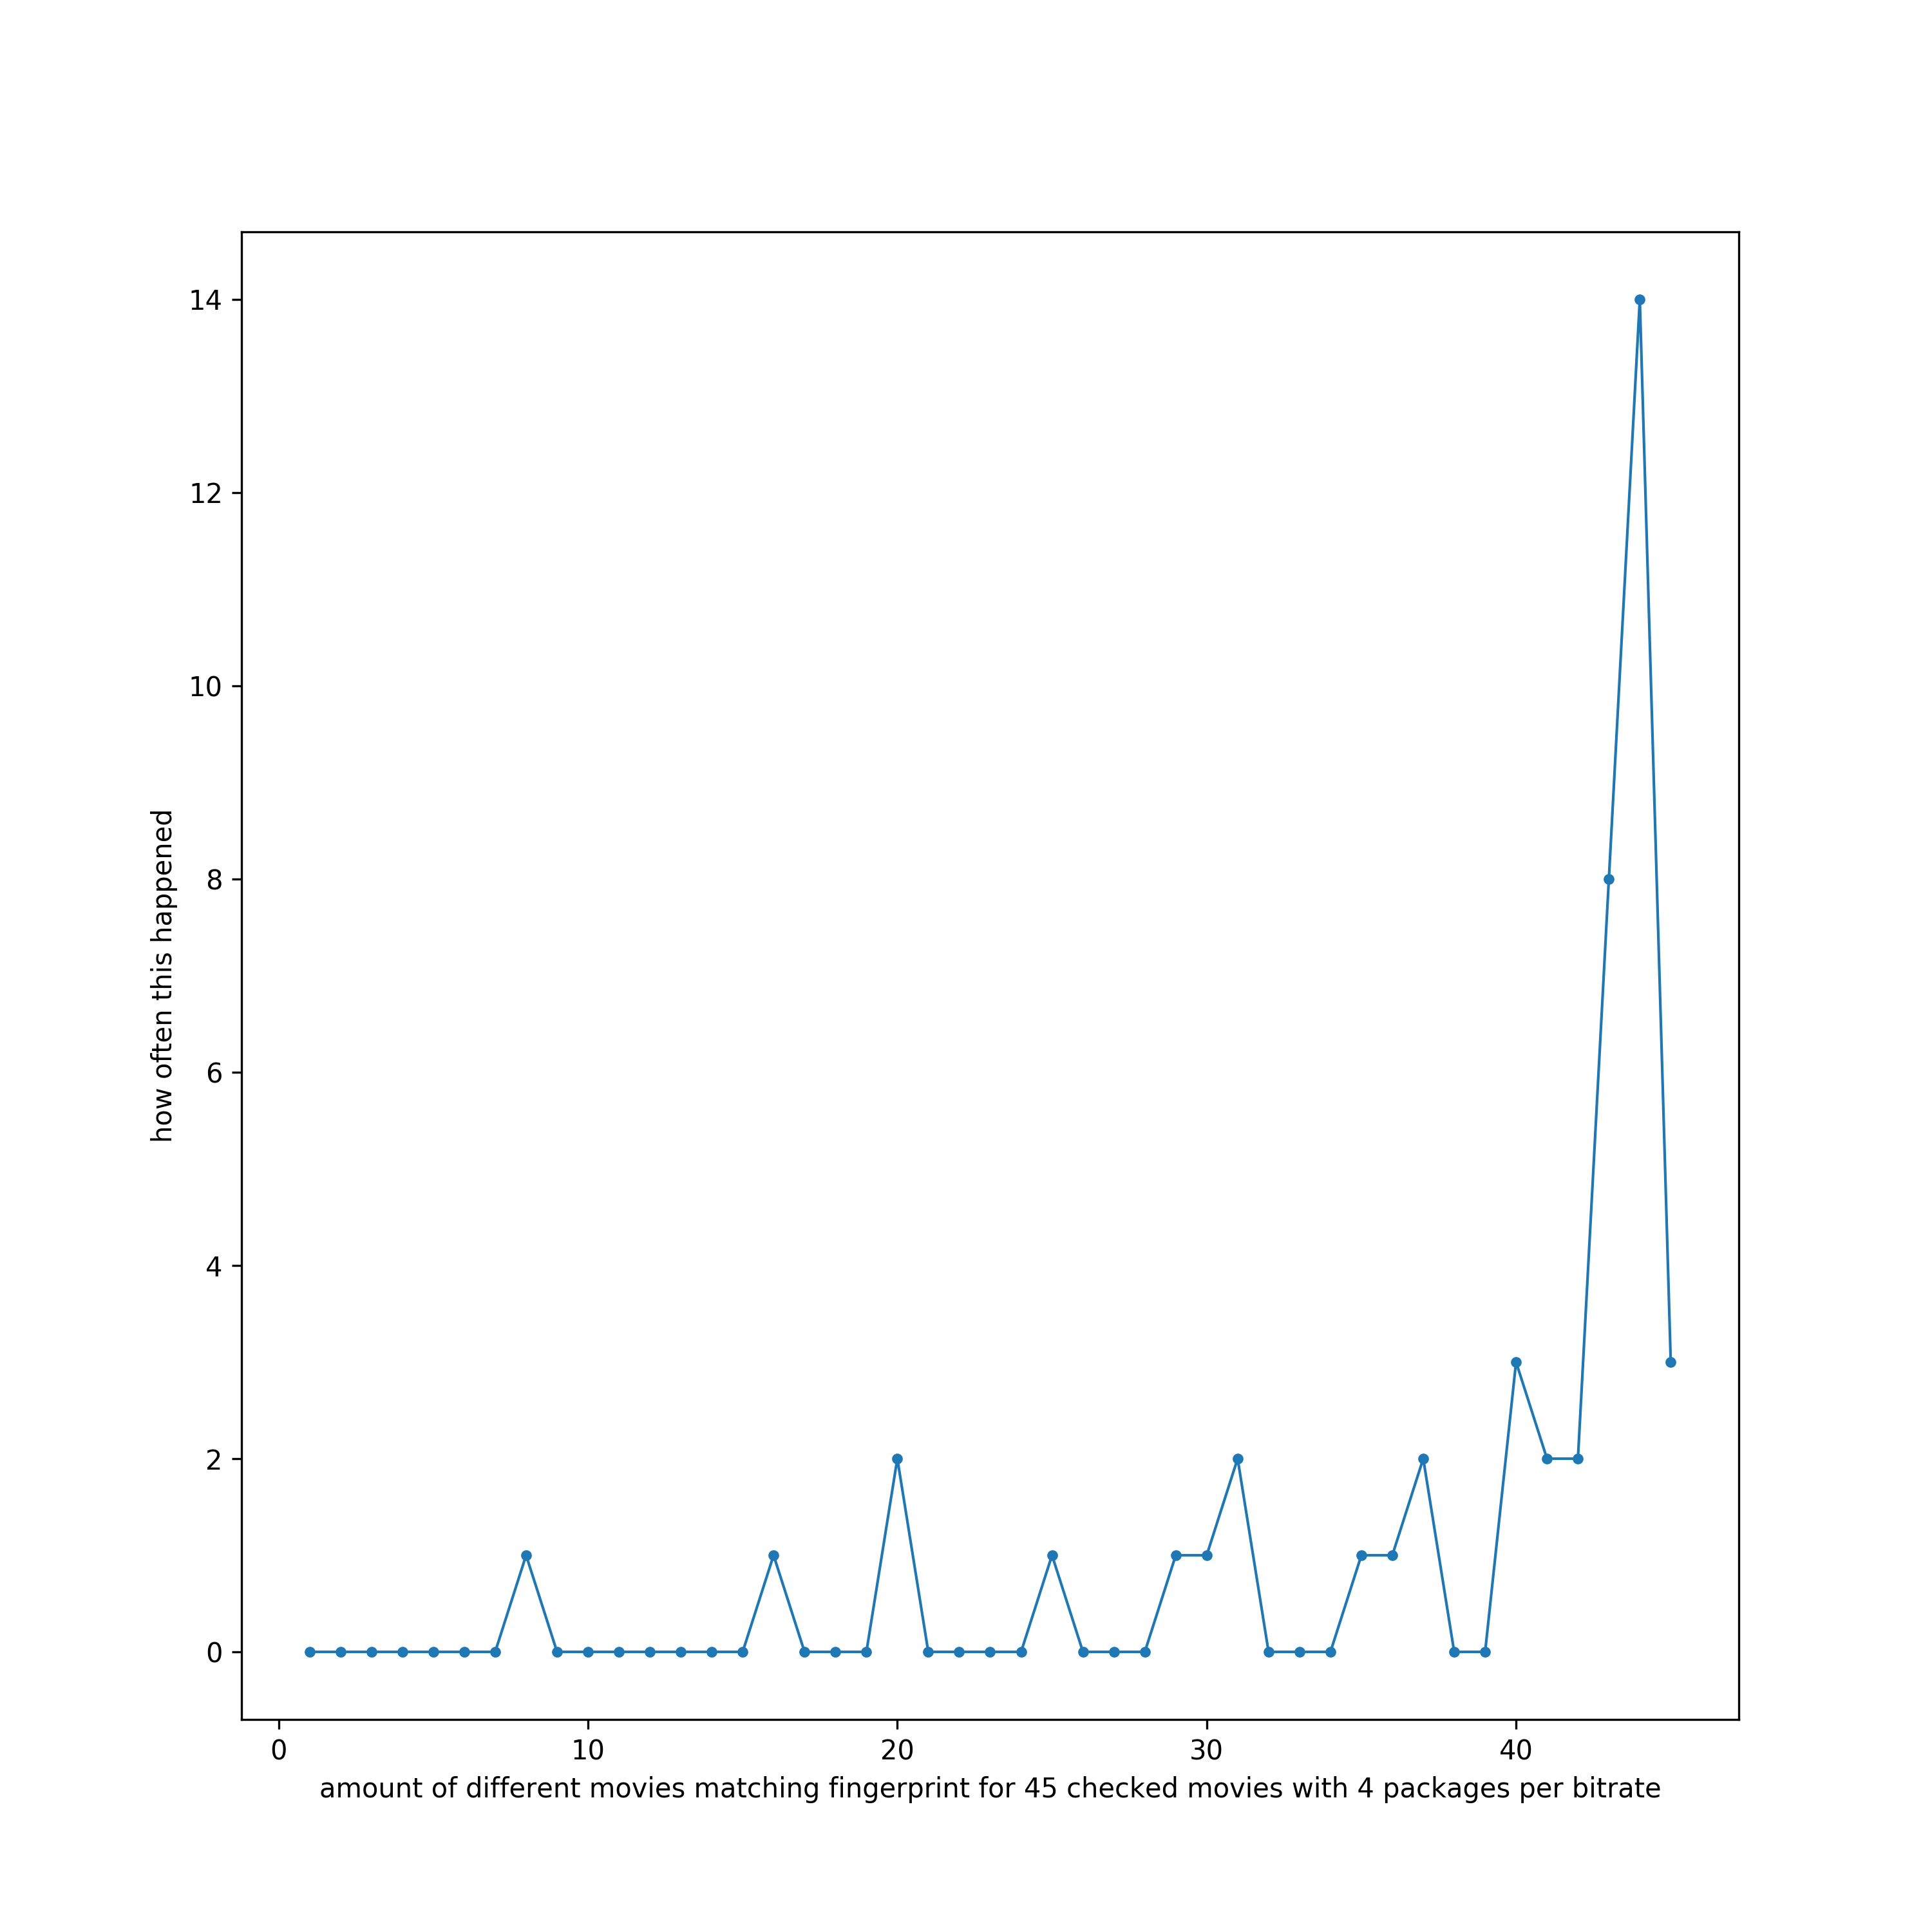 14
12
10
8
6
4
2
0
how often this happened
0 10 20 30 40
amount of different movies matching fingerprint for 45 checked movies with 4 packages per bitrate